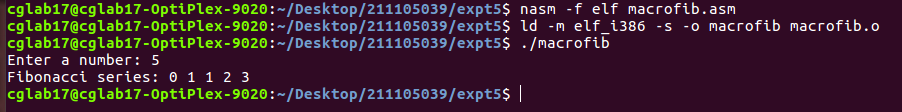 cglab17@cglab17-OptiPlex-9020:~/Desktop/211105039/expt5$ nasm -f elf macrofib.asm
cglab17@cglab17-OptiPlex-9020:~/Desktop/211105039/expt5$ ld -m elf_i386 -s -o macrofib macrofib.o
cglab17@cglab17-OptiPlex-9020:~/Desktop/211105039/expt5$ ./macrofib
Enter a number: 5
Fibonacci series: 0 1 1 2 3
cglab17@cglab17-OptiPlex-9020:~/Desktop/211105039/expt5$